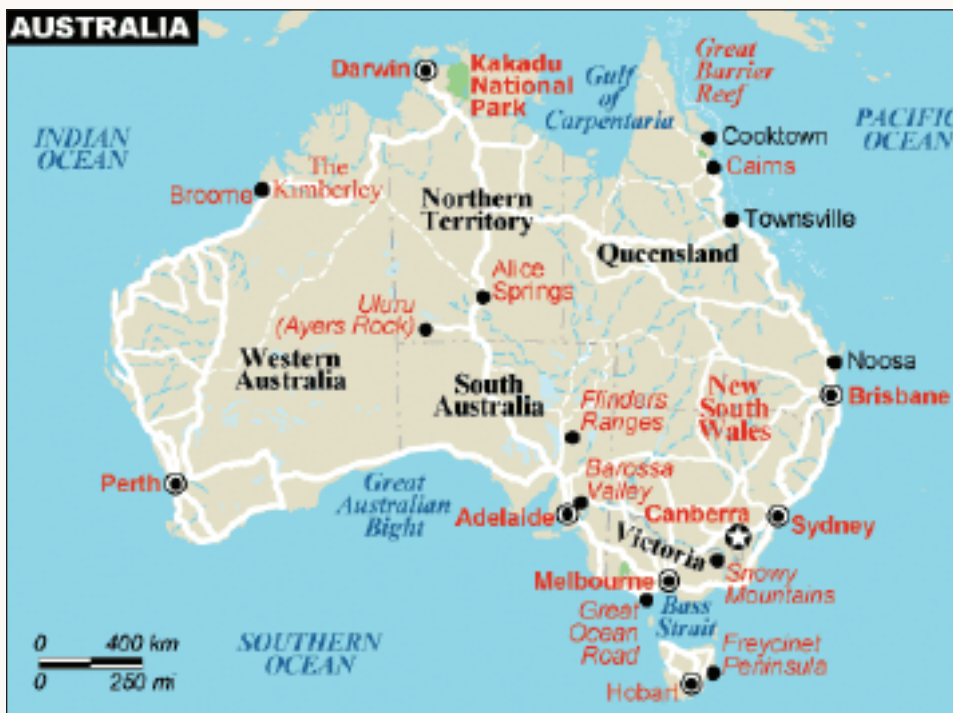 AUSTRALIA
Darwin
Kakadu
National
Park
Gulf
of
Carpentaria
Great
Barrier
Reef
INDIAN
OCEAN
PACIFIC
OCEAN
Cooktown
Cairns
Broome
The
Kimberley
Northern
Territory
Townsville
Queensland
Alice
Springs
Uluru
(Ayers Rock)
Western
Australia
South
Australia
Noosa
Brisbane
New
South
Wales
Flinders
Ranges
Perth
Great
Australian
Bight
Barossa
Valley
Adelaide
Canberra
Sydney
Victoria
Snowy
Mountains
Melbourne
Great
Ocean
Road
Bass
Strait
Freycinet
Peninsula
Hobart
SOUTHERN
OCEAN
0 400 km
0 250 mi